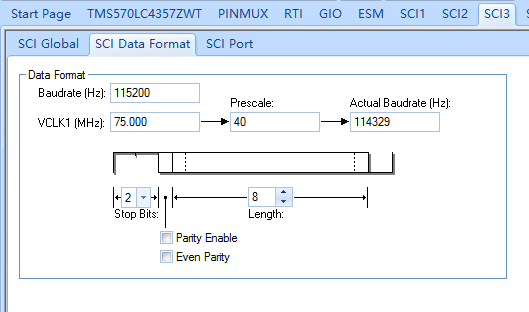 Start Page TMS570LC4357ZWT PINMUX RTI GIO ESM SCI1 SCI2 SCI3
SCI Global SCI Data Format SCI Port
Data Format
Baudrate (Hz): 115200 Prescale: Actual Baudrate (Hz):
VCLK1 (MHz): 75.000 40 114329
2 8
Stop Bits: Length:
Parity Enable
Even Parity